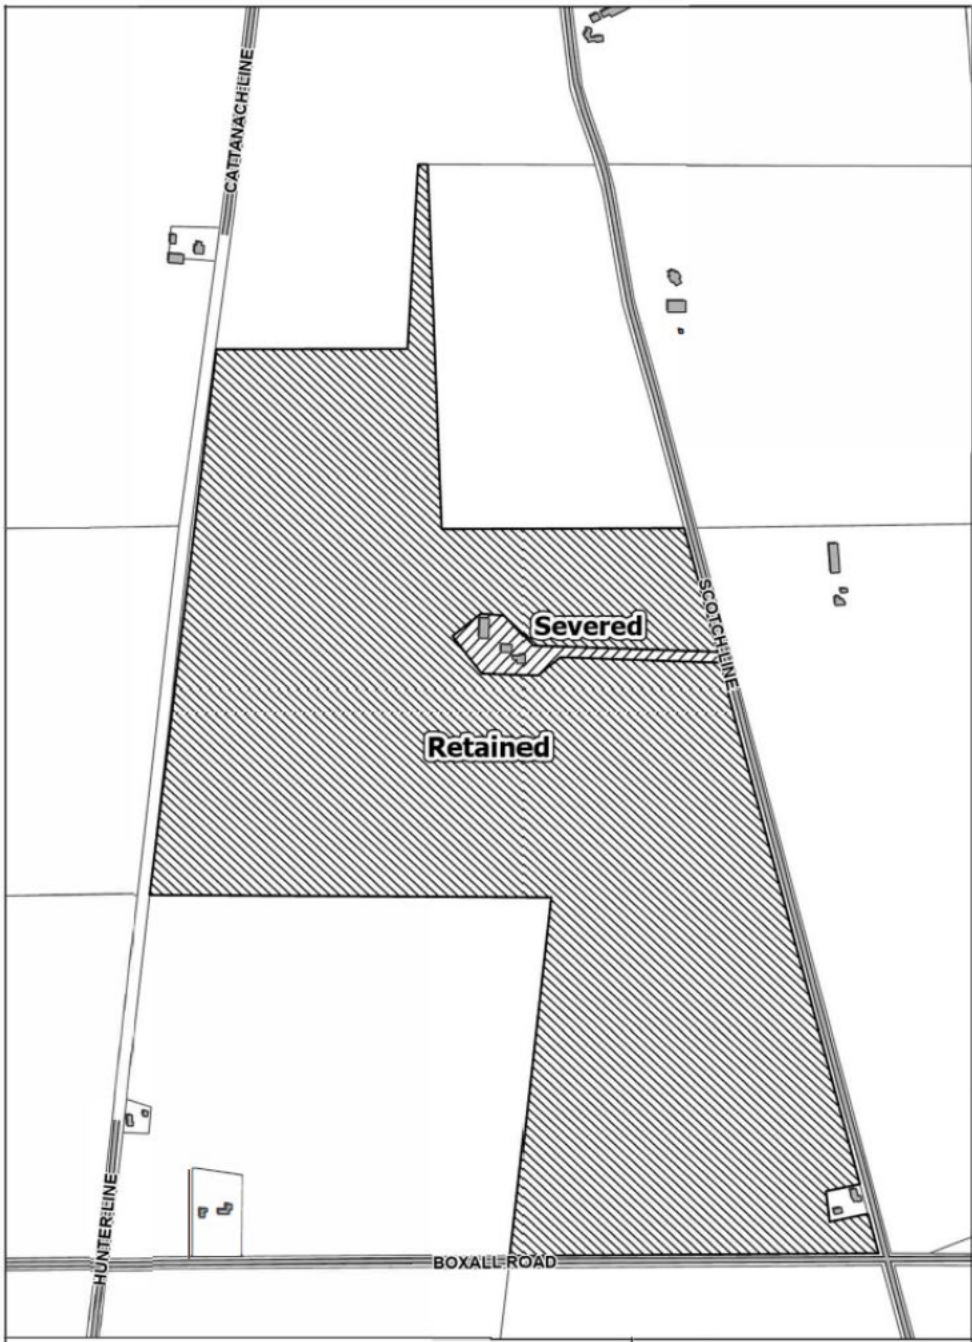 CATTANACH LINE
SCOTCH LINE
Severed
Retained
HUNTER LINE
BOXALL ROAD